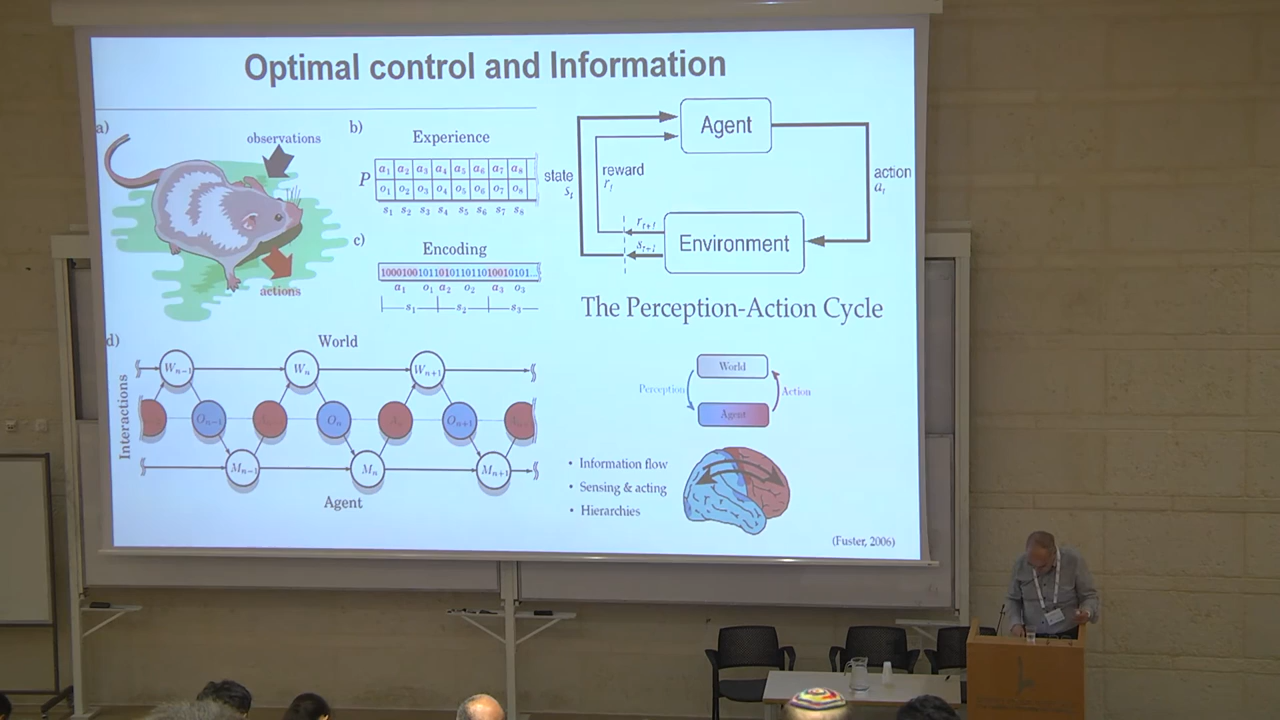 Optimal control and Information
a)
observations
actions
b)
Experience
P
a1 a2 a3 a4 a5 a6 a7 a8
o1 o2 o3 o4 o5 o6 o7 o8
s1 s2 s3 s4 s5 s6 s7 s8
c)
Encoding
1000100101101011011010010101...
a1 o1 a2 o2 a3 o3
s1 s2 s3
state
st
reward
rt
Agent
action
at
rt+1
st+1
Environment
The Perception-Action Cycle
d)
World
Interactions
Wn-1 Wn Wn+1
On-1 On An On+1
Mn-1 Mn Mn+1
Agent
World
Perception
Action
Agent
• Information flow
• Sensing & acting
• Hierarchies
(Fuster, 2006)